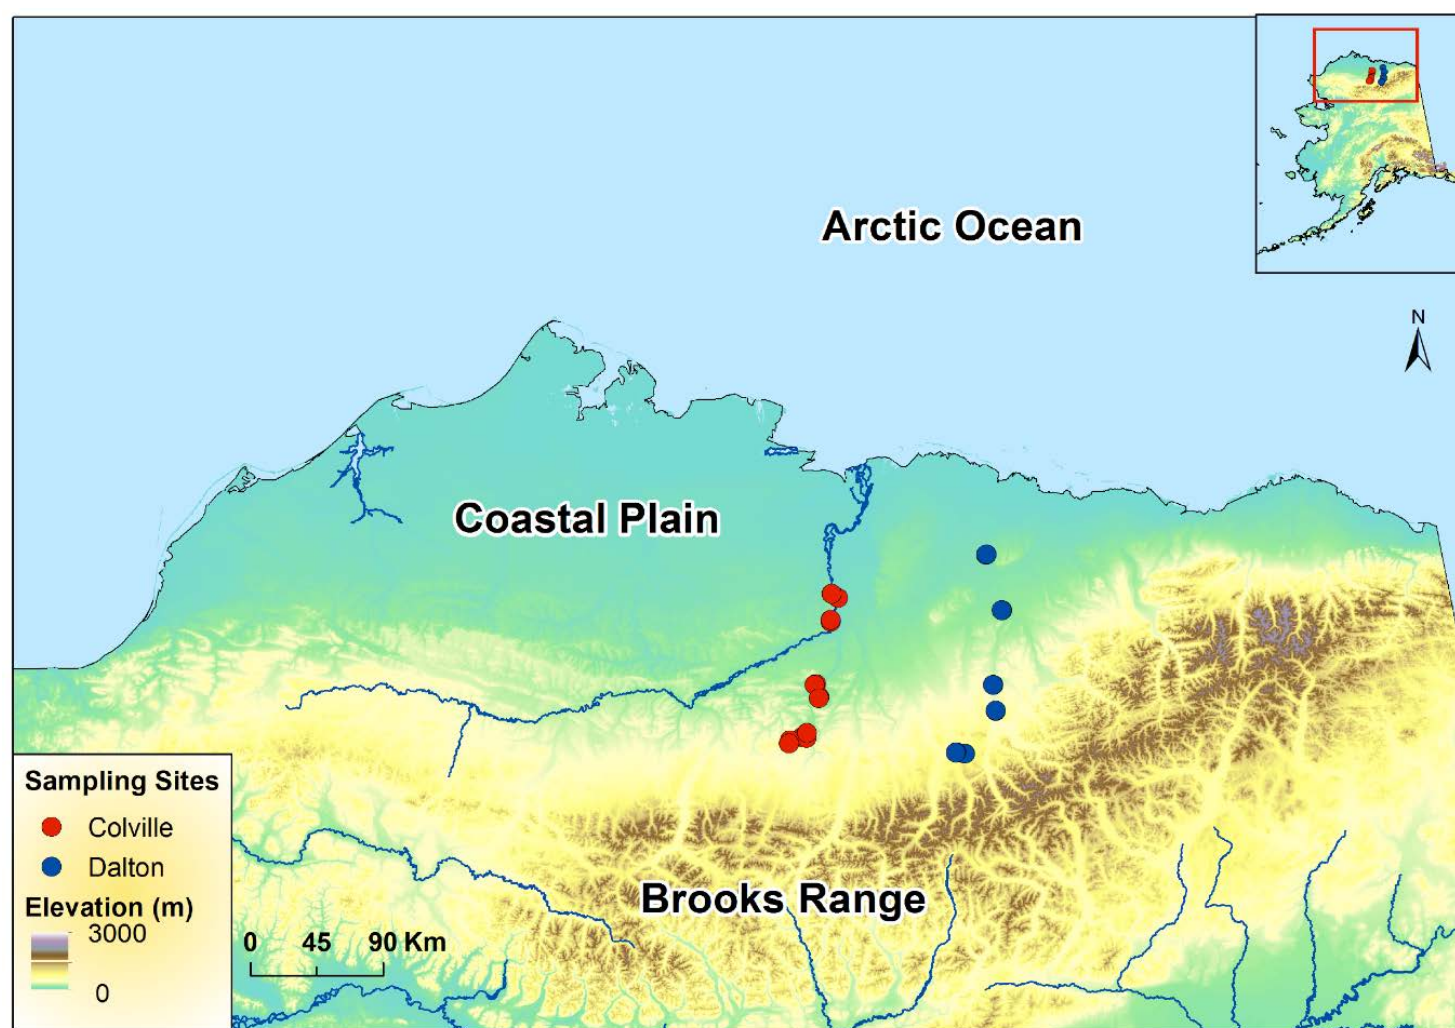 Arctic Ocean
N
Coastal Plain
Brooks Range
Sampling Sites
Colville
Dalton
Elevation (m)
3000
0
0 45 90 Km